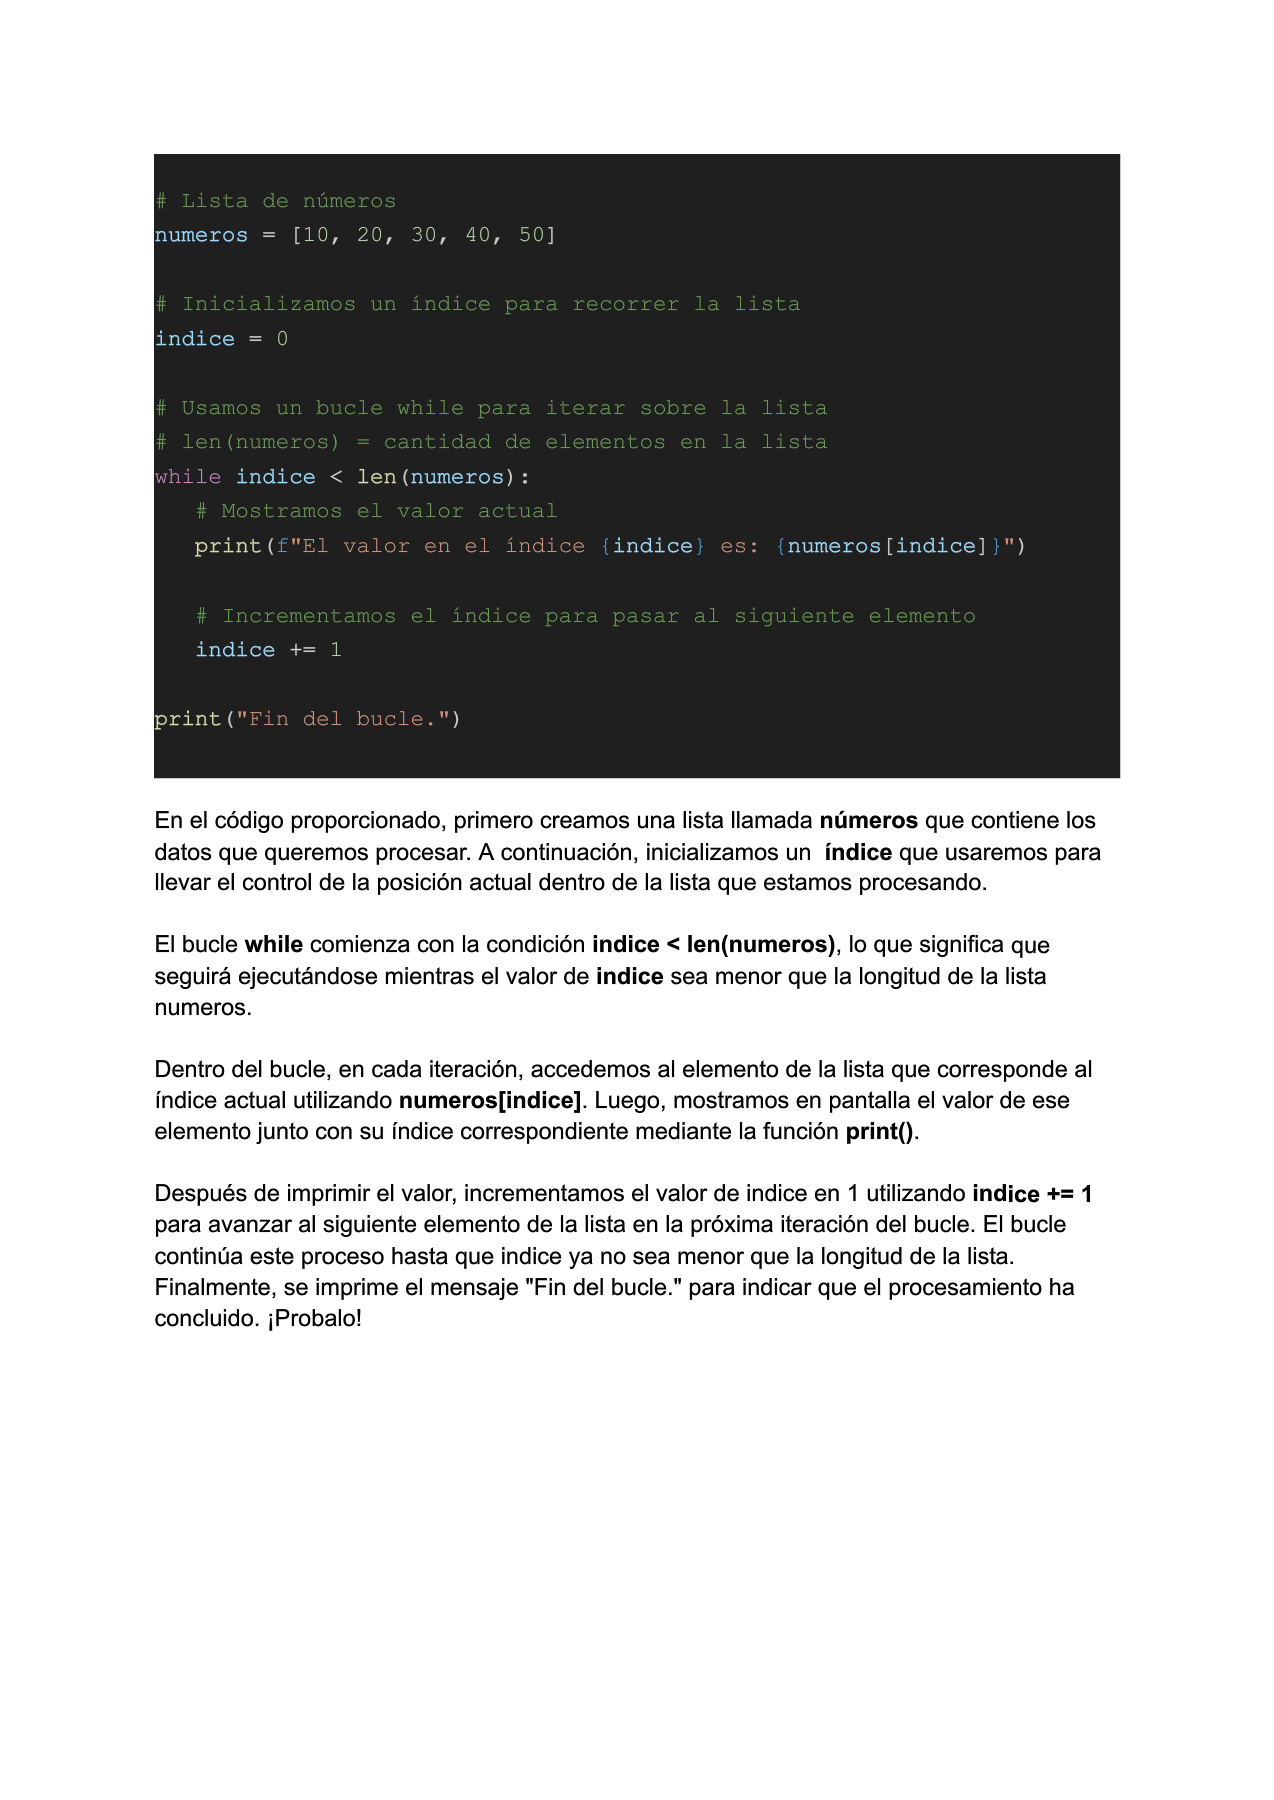 # Lista de números
numeros = [10, 20, 30, 40, 50]
# Inicializamos un índice para recorrer la lista
indice = 0
# Usamos un bucle while para iterar sobre la lista
# len(numeros) = cantidad de elementos en la lista
while indice < len(numeros):
   # Mostramos el valor actual
   print(f"El valor en el índice {indice} es: {numeros[indice]}")
   # Incrementamos el índice para pasar al siguiente elemento
   indice += 1
print("Fin del bucle.")
En el código proporcionado, primero creamos una lista llamada números que contiene los
datos que queremos procesar. A continuación, inicializamos un  índice que usaremos para
llevar el control de la posición actual dentro de la lista que estamos procesando.
El bucle while comienza con la condición indice < len(numeros), lo que significa que
seguirá ejecutándose mientras el valor de indice sea menor que la longitud de la lista
numeros.
Dentro del bucle, en cada iteración, accedemos al elemento de la lista que corresponde al
índice actual utilizando numeros[indice]. Luego, mostramos en pantalla el valor de ese
elemento junto con su índice correspondiente mediante la función print().
Después de imprimir el valor, incrementamos el valor de indice en 1 utilizando indice += 1
para avanzar al siguiente elemento de la lista en la próxima iteración del bucle. El bucle
continúa este proceso hasta que indice ya no sea menor que la longitud de la lista.
Finalmente, se imprime el mensaje "Fin del bucle." para indicar que el procesamiento ha
concluido. ¡Probalo!